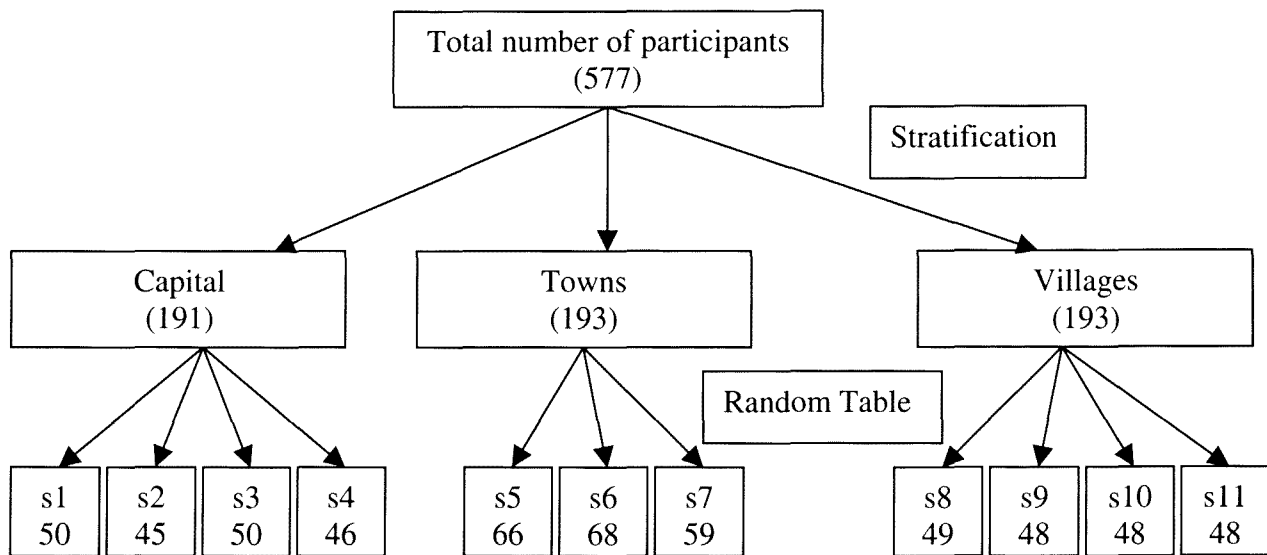 Total number of participants
(577)
Stratification
Capital
(191)
Towns
(193)
Villages
(193)
Random Table
s1
50
s2
45
s3
50
s4
46
s5
66
s6
68
s7
59
s8
49
s9
48
s10
48
s11
48